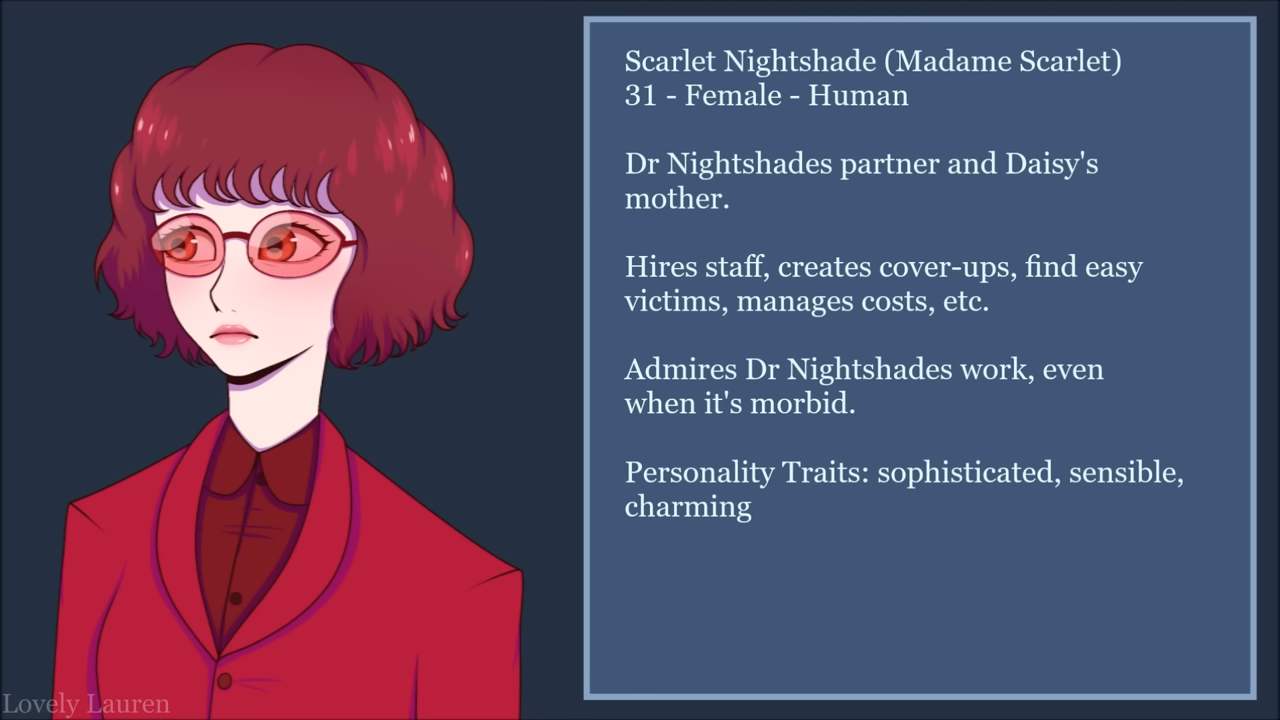 Scarlet Nightshade (Madame Scarlet)
31 - Female - Human
Dr Nightshades partner and Daisy's
mother.
Hires staff, creates cover-ups, find easy
victims, manages costs, etc.
Admires Dr Nightshades work, even
when it's morbid.
Personality Traits: sophisticated, sensible,
charming
Lovely Lauren